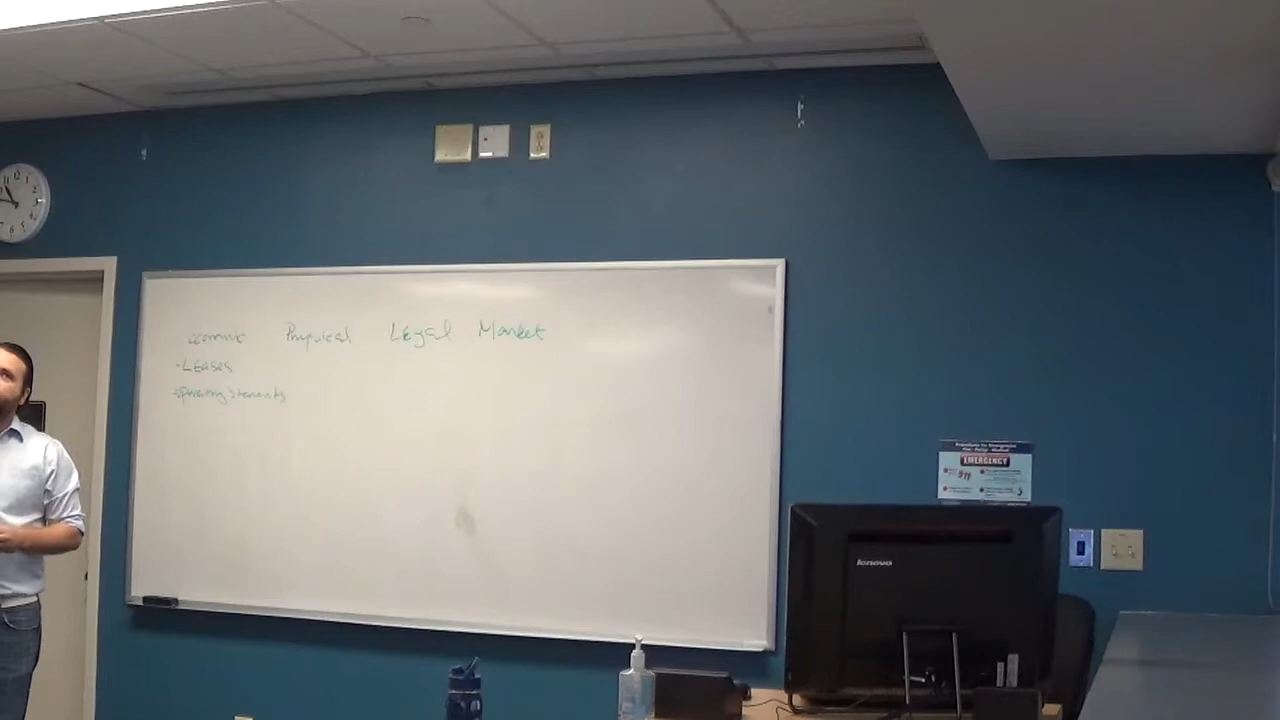 Economic Physical Legal Market
- Leases
- Operating Statements
EMERGENCY
lenovo